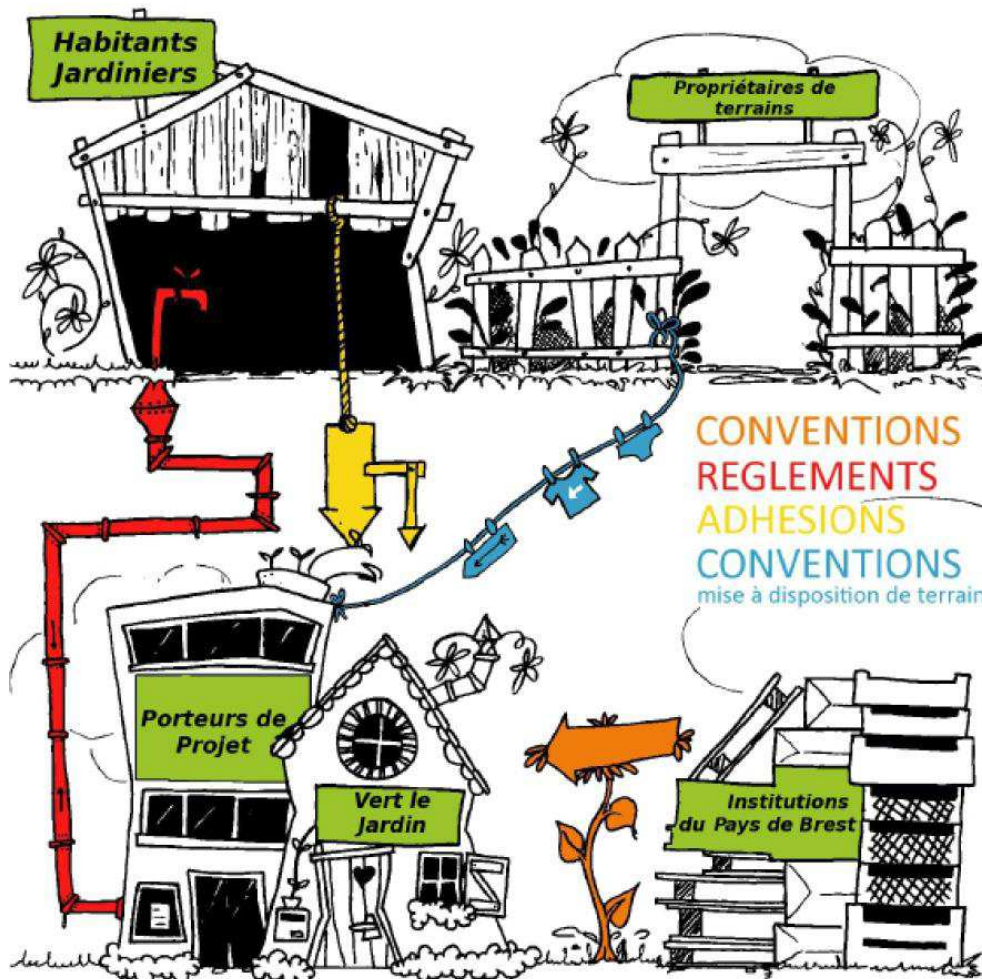 Habitants
Jardiniers
Propriétaires de
terrains
CONVENTIONS
REGLEMENTS
ADHESIONS
CONVENTIONS
mise à disposition de terrain
Porteurs de
Projet
Vert le
Jardin
Institutions
du Pays de Brest